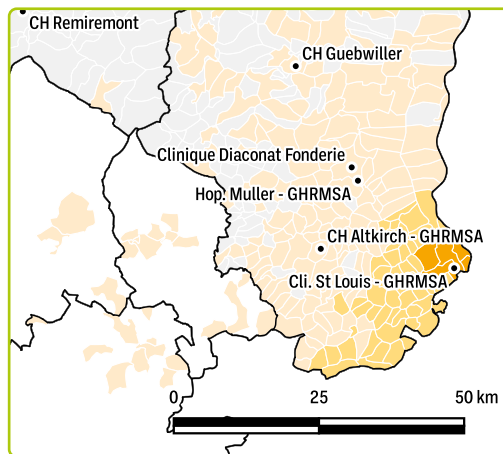 CH Remiremont
CH Guebwiller
Clinique Diaconat Fonderie
Hop. Muller - GHRMSA
CH Altkirch - GHRMSA
Cli. St Louis - GHRMSA
0 25 50 km